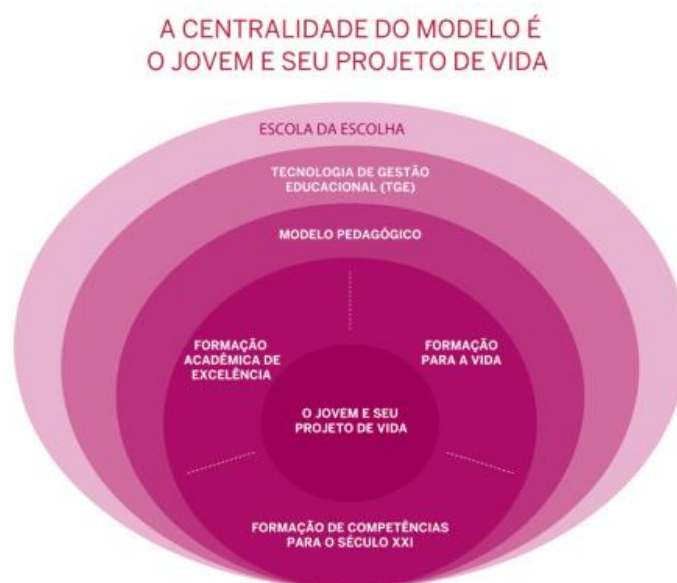 A CENTRALIDADE DO MODELO É
O JOVEM E SEU PROJETO DE VIDA
ESCOLA DA ESCOLHA
TECNOLOGIA DE GESTÃO
EDUCACIONAL (TGE)
MODELO PEDAGÓGICO
FORMAÇÃO
ACADÊMICA DE
EXCELÊNCIA
FORMAÇÃO
PARA A VIDA
O JOVEM E SEU
PROJETO DE VIDA
FORMAÇÃO DE COMPETÊNCIAS
PARA O SÉCULO XXI